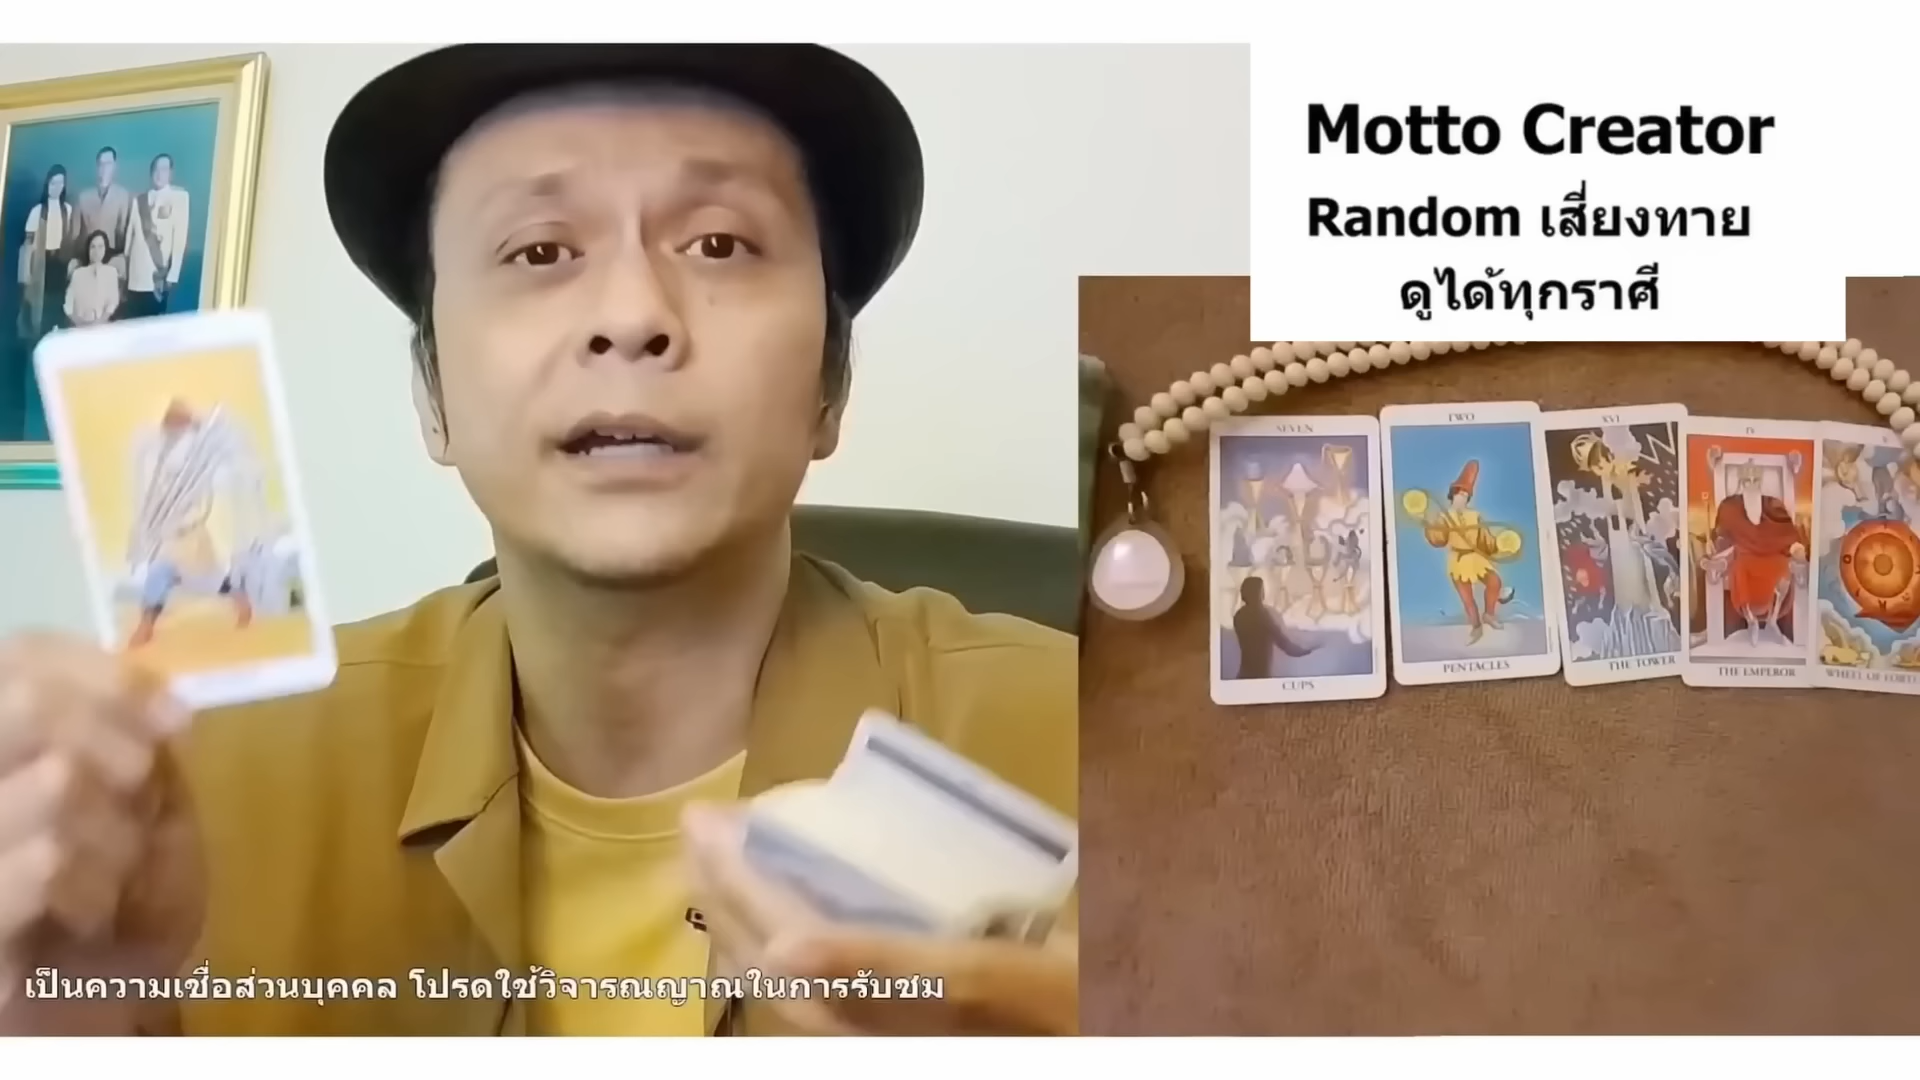 Motto Creator
Random เสี่ยงทาย
ดูได้ทุกราศี
SEVEN
CUPS
TWO
PENTACLES
XVI
THE TOWER
IV
THE EMPEROR
X
เป็นความเชื่อส่วนบุคคล โปรดใช้วิจารณญาณในการรับชม